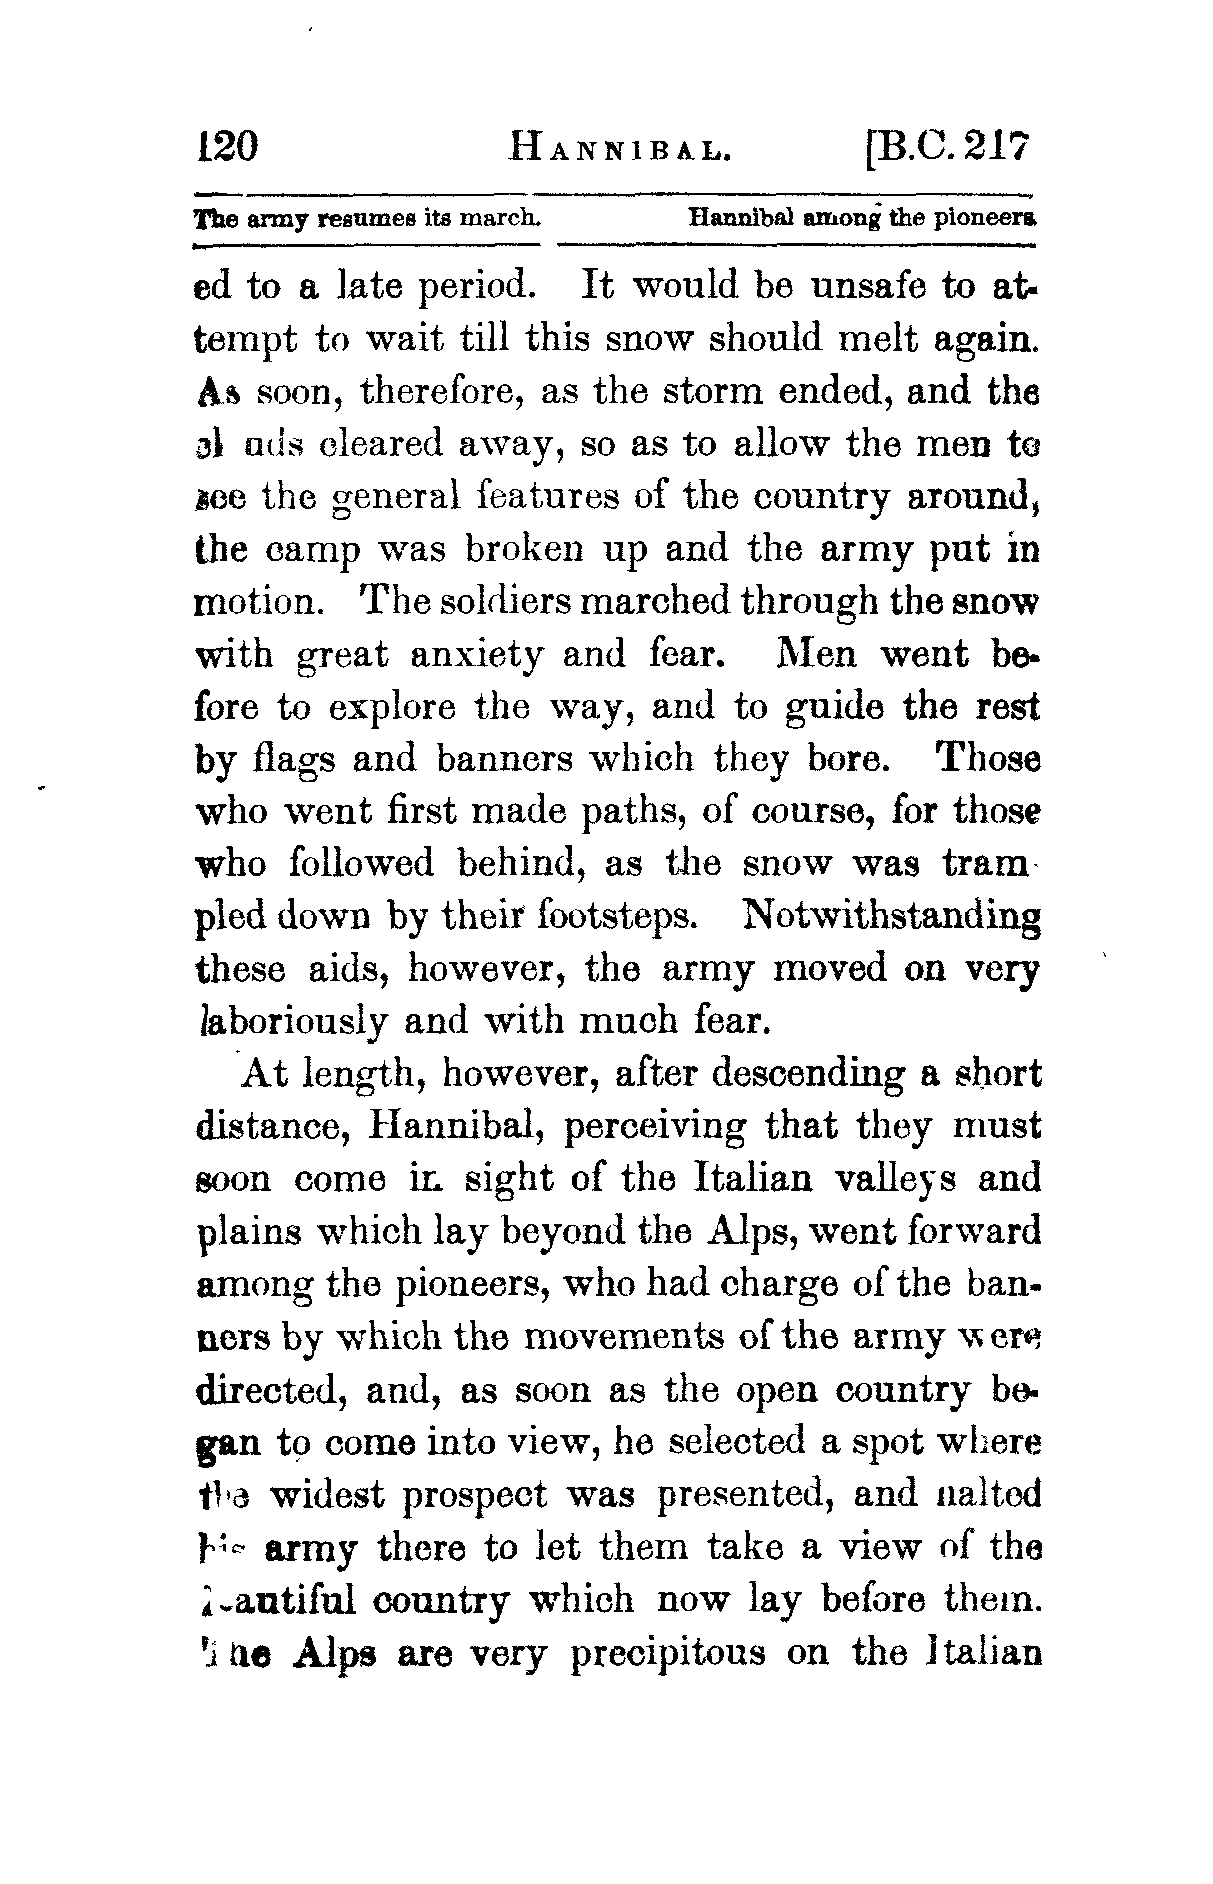 120 HANNIBAL. [B.C. 217
The army resumes its march. Hannibal among the pioneers.
ed to a late period. It would be unsafe to at-
tempt to wait till this snow should melt again.
As soon, therefore, as the storm ended, and the
clouds cleared away, so as to allow the men to
see the general features of the country around,
the camp was broken up and the army put in
motion. The soldiers marched through the snow
with great anxiety and fear. Men went be-
fore to explore the way, and to guide the rest
by flags and banners which they bore. Those
who went first made paths, of course, for those
who followed behind, as the snow was tram-
pled down by their footsteps. Notwithstanding
these aids, however, the army moved on very
laboriously and with much fear.
At length, however, after descending a short
distance, Hannibal, perceiving that they must
soon come in sight of the Italian valleys and
plains which lay beyond the Alps, went forward
among the pioneers, who had charge of the ban-
ners by which the movements of the army were
directed, and, as soon as the open country be-
gan to come into view, he selected a spot where
the widest prospect was presented, and halted
his army there to let them take a view of the
beautiful country which now lay before them.
The Alps are very precipitous on the Italian